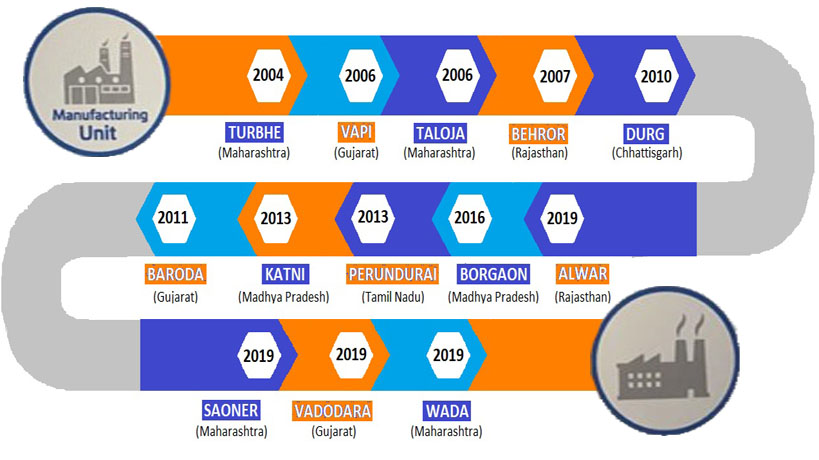 Manufacturing
Unit
2004
2006
2006
2007
2010
TURBHE
(Maharashtra)
VAPI
(Gujarat)
TALOJA
(Maharashtra)
BEHROR
(Rajasthan)
DURG
(Chhattisgarh)
2011
2013
2013
2016
2019
BARODA
(Gujarat)
KATNI
(Madhya Pradesh)
PERUNDURAI
(Tamil Nadu)
BORGAON
(Madhya Pradesh)
ALWAR
(Rajasthan)
2019
2019
2019
SAONER
(Maharashtra)
VADODARA
(Gujarat)
WADA
(Maharashtra)